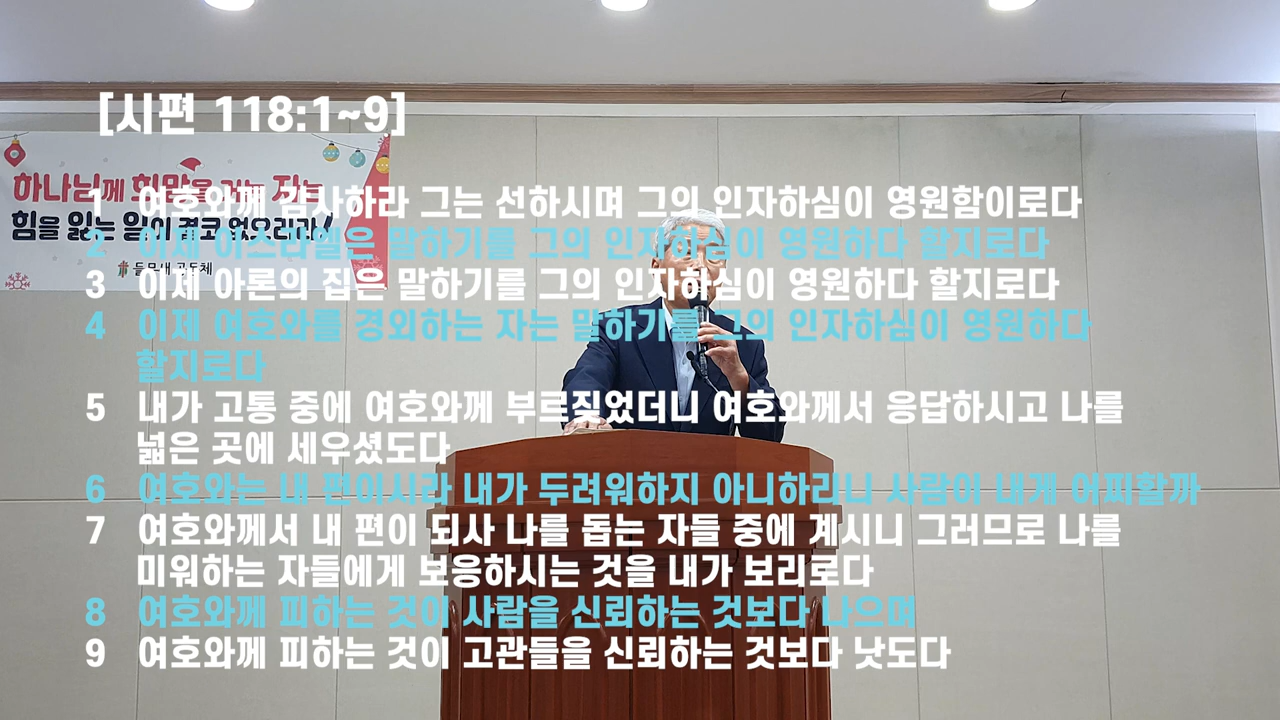 [시편 118:1~9]
하나님께 희망을 거는 자는
힘을 잃는 일이 결코 없으리라!
들무새 공동체
1 여호와께 감사하라 그는 선하시며 그의 인자하심이 영원함이로다
2 이제 이스라엘은 말하기를 그의 인자하심이 영원하다 할지로다
3 이제 아론의 집은 말하기를 그의 인자하심이 영원하다 할지로다
4 이제 여호와를 경외하는 자는 말하기를 그의 인자하심이 영원하다
할지로다
5 내가 고통 중에 여호와께 부르짖었더니 여호와께서 응답하시고 나를
넓은 곳에 세우셨도다
6 여호와는 내 편이시라 내가 두려워하지 아니하리니 사람이 내게 어찌할까
7 여호와께서 내 편이 되사 나를 돕는 자들 중에 계시니 그러므로 나를
미워하는 자들에게 보응하시는 것을 내가 보리로다
8 여호와께 피하는 것이 사람을 신뢰하는 것보다 나으며
9 여호와께 피하는 것이 고관들을 신뢰하는 것보다 낫도다